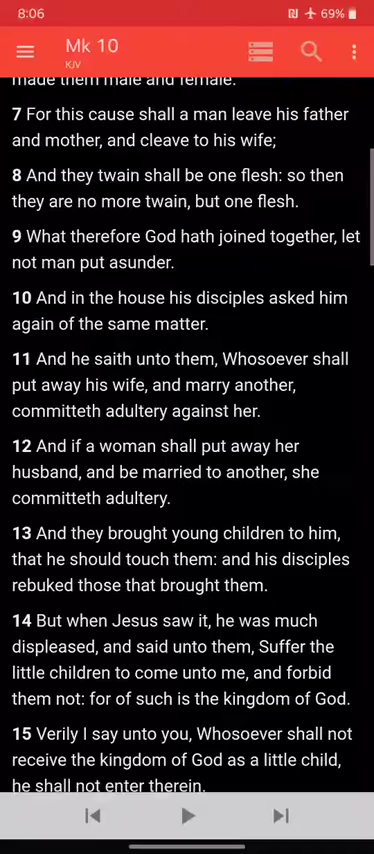 8:06
69%
Mk 10
KJV
made them male and female.
7 For this cause shall a man leave his father
and mother, and cleave to his wife;
8 And they twain shall be one flesh: so then
they are no more twain, but one flesh.
9 What therefore God hath joined together, let
not man put asunder.
10 And in the house his disciples asked him
again of the same matter.
11 And he saith unto them, Whosoever shall
put away his wife, and marry another,
committeth adultery against her.
12 And if a woman shall put away her
husband, and be married to another, she
committeth adultery.
13 And they brought young children to him,
that he should touch them: and his disciples
rebuked those that brought them.
14 But when Jesus saw it, he was much
displeased, and said unto them, Suffer the
little children to come unto me, and forbid
them not: for of such is the kingdom of God.
15 Verily I say unto you, Whosoever shall not
receive the kingdom of God as a little child,
he shall not enter therein.